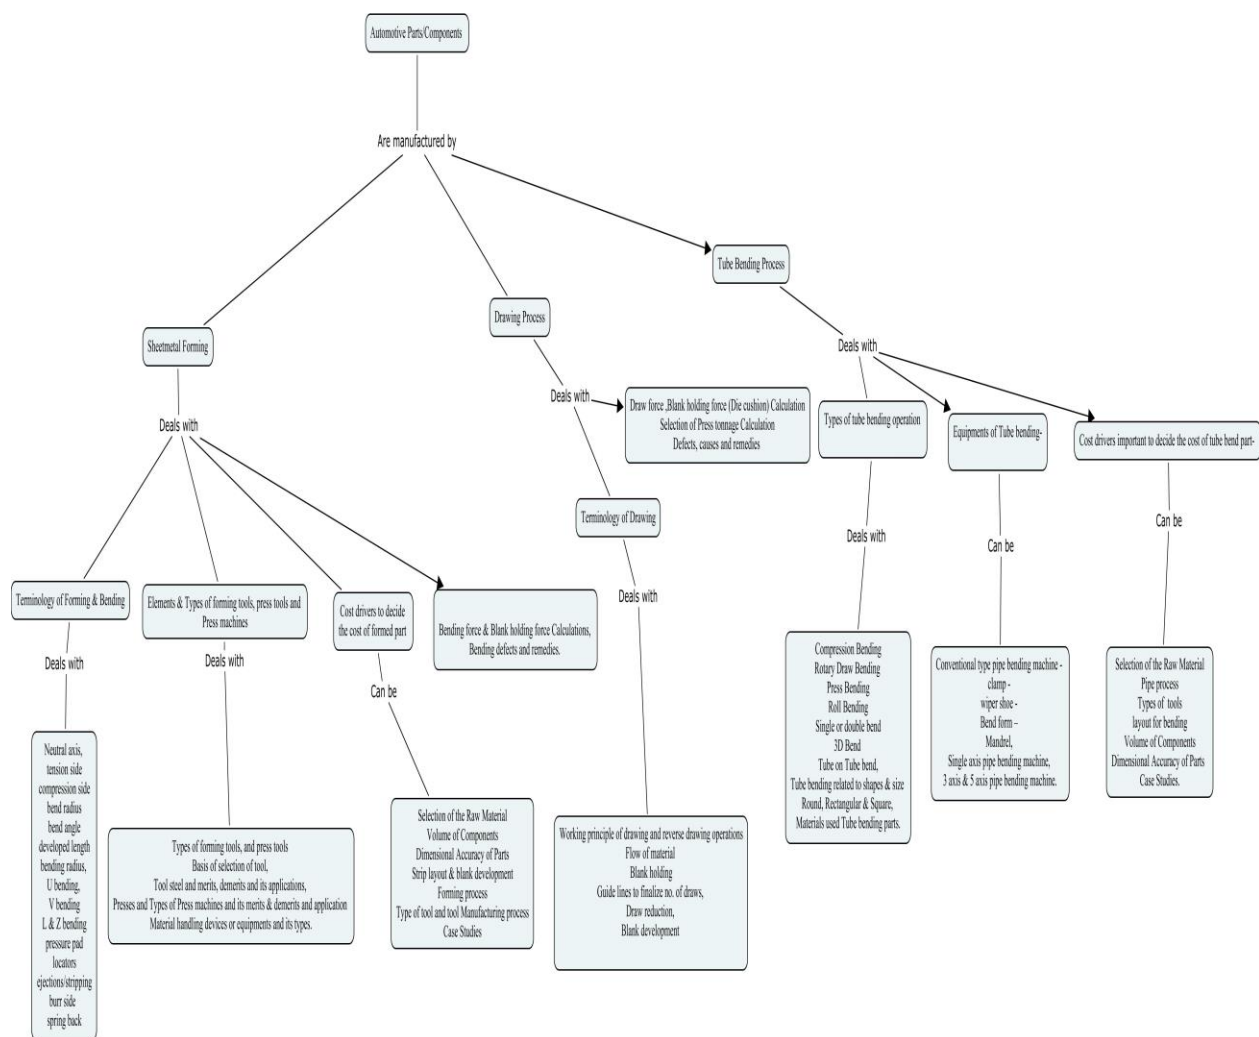 Automotive Parts/Components
Are manufactured by
Tube Bending Process
Drawing Process
Sheetmetal Forming
Deals with
Deals with
Deals with
Draw force ,Blank holding force (Die cushion) Calculation
Selection of Press tonnage Calculation
Defects, causes and remedies
Types of tube bending operation
Equipments of Tube bending-
Cost drivers important to decide the cost of tube bend part-
Terminology of Drawing
Deals with
Can be
Can be
Terminology of Forming & Bending
Elements & Types of forming tools, press tools and
Press machines
Cost drivers to decide
the cost of formed part
Bending force & Blank holding force Calculations,
Bending defects and remedies.
Deals with
Deals with
Deals with
Can be
Compression Bending
Rotary Draw Bending
Press Bending
Roll Bending
Single or double bend
3D Bend
Tube on Tube bend,
Tube bending related to shapes & size
Round, Rectangular & Square,
Materials used Tube bending parts.
Conventional type pipe bending machine -
clamp -
wiper shoe -
Bend form –
Mandrel,
Single axis pipe bending machine,
3 axis & 5 axis pipe bending machine.
Selection of the Raw Material
Pipe process
Types of tools
layout for bending
Volume of Components
Dimensional Accuracy of Parts
Case Studies.
Neutral axis,
tension side
compression side
bend radius
bend angle
developed length
bending radius,
U bending,
V bending
L & Z bending
pressure pad
locators
ejections/stripping
burr side
spring back
Types of forming tools, and press tools
Basis of selection of tool,
Tool steel and merits, demerits and its applications,
Presses and Types of Press machines and its merits & demerits and application
Material handling devices or equipments and its types.
Selection of the Raw Material
Volume of Components
Dimensional Accuracy of Parts
Strip layout & blank development
Forming process
Type of tool and tool Manufacturing process
Case Studies
Working principle of drawing and reverse drawing operations
Flow of material
Blank holding
Guide lines to finalize no. of draws,
Draw reduction,
Blank development